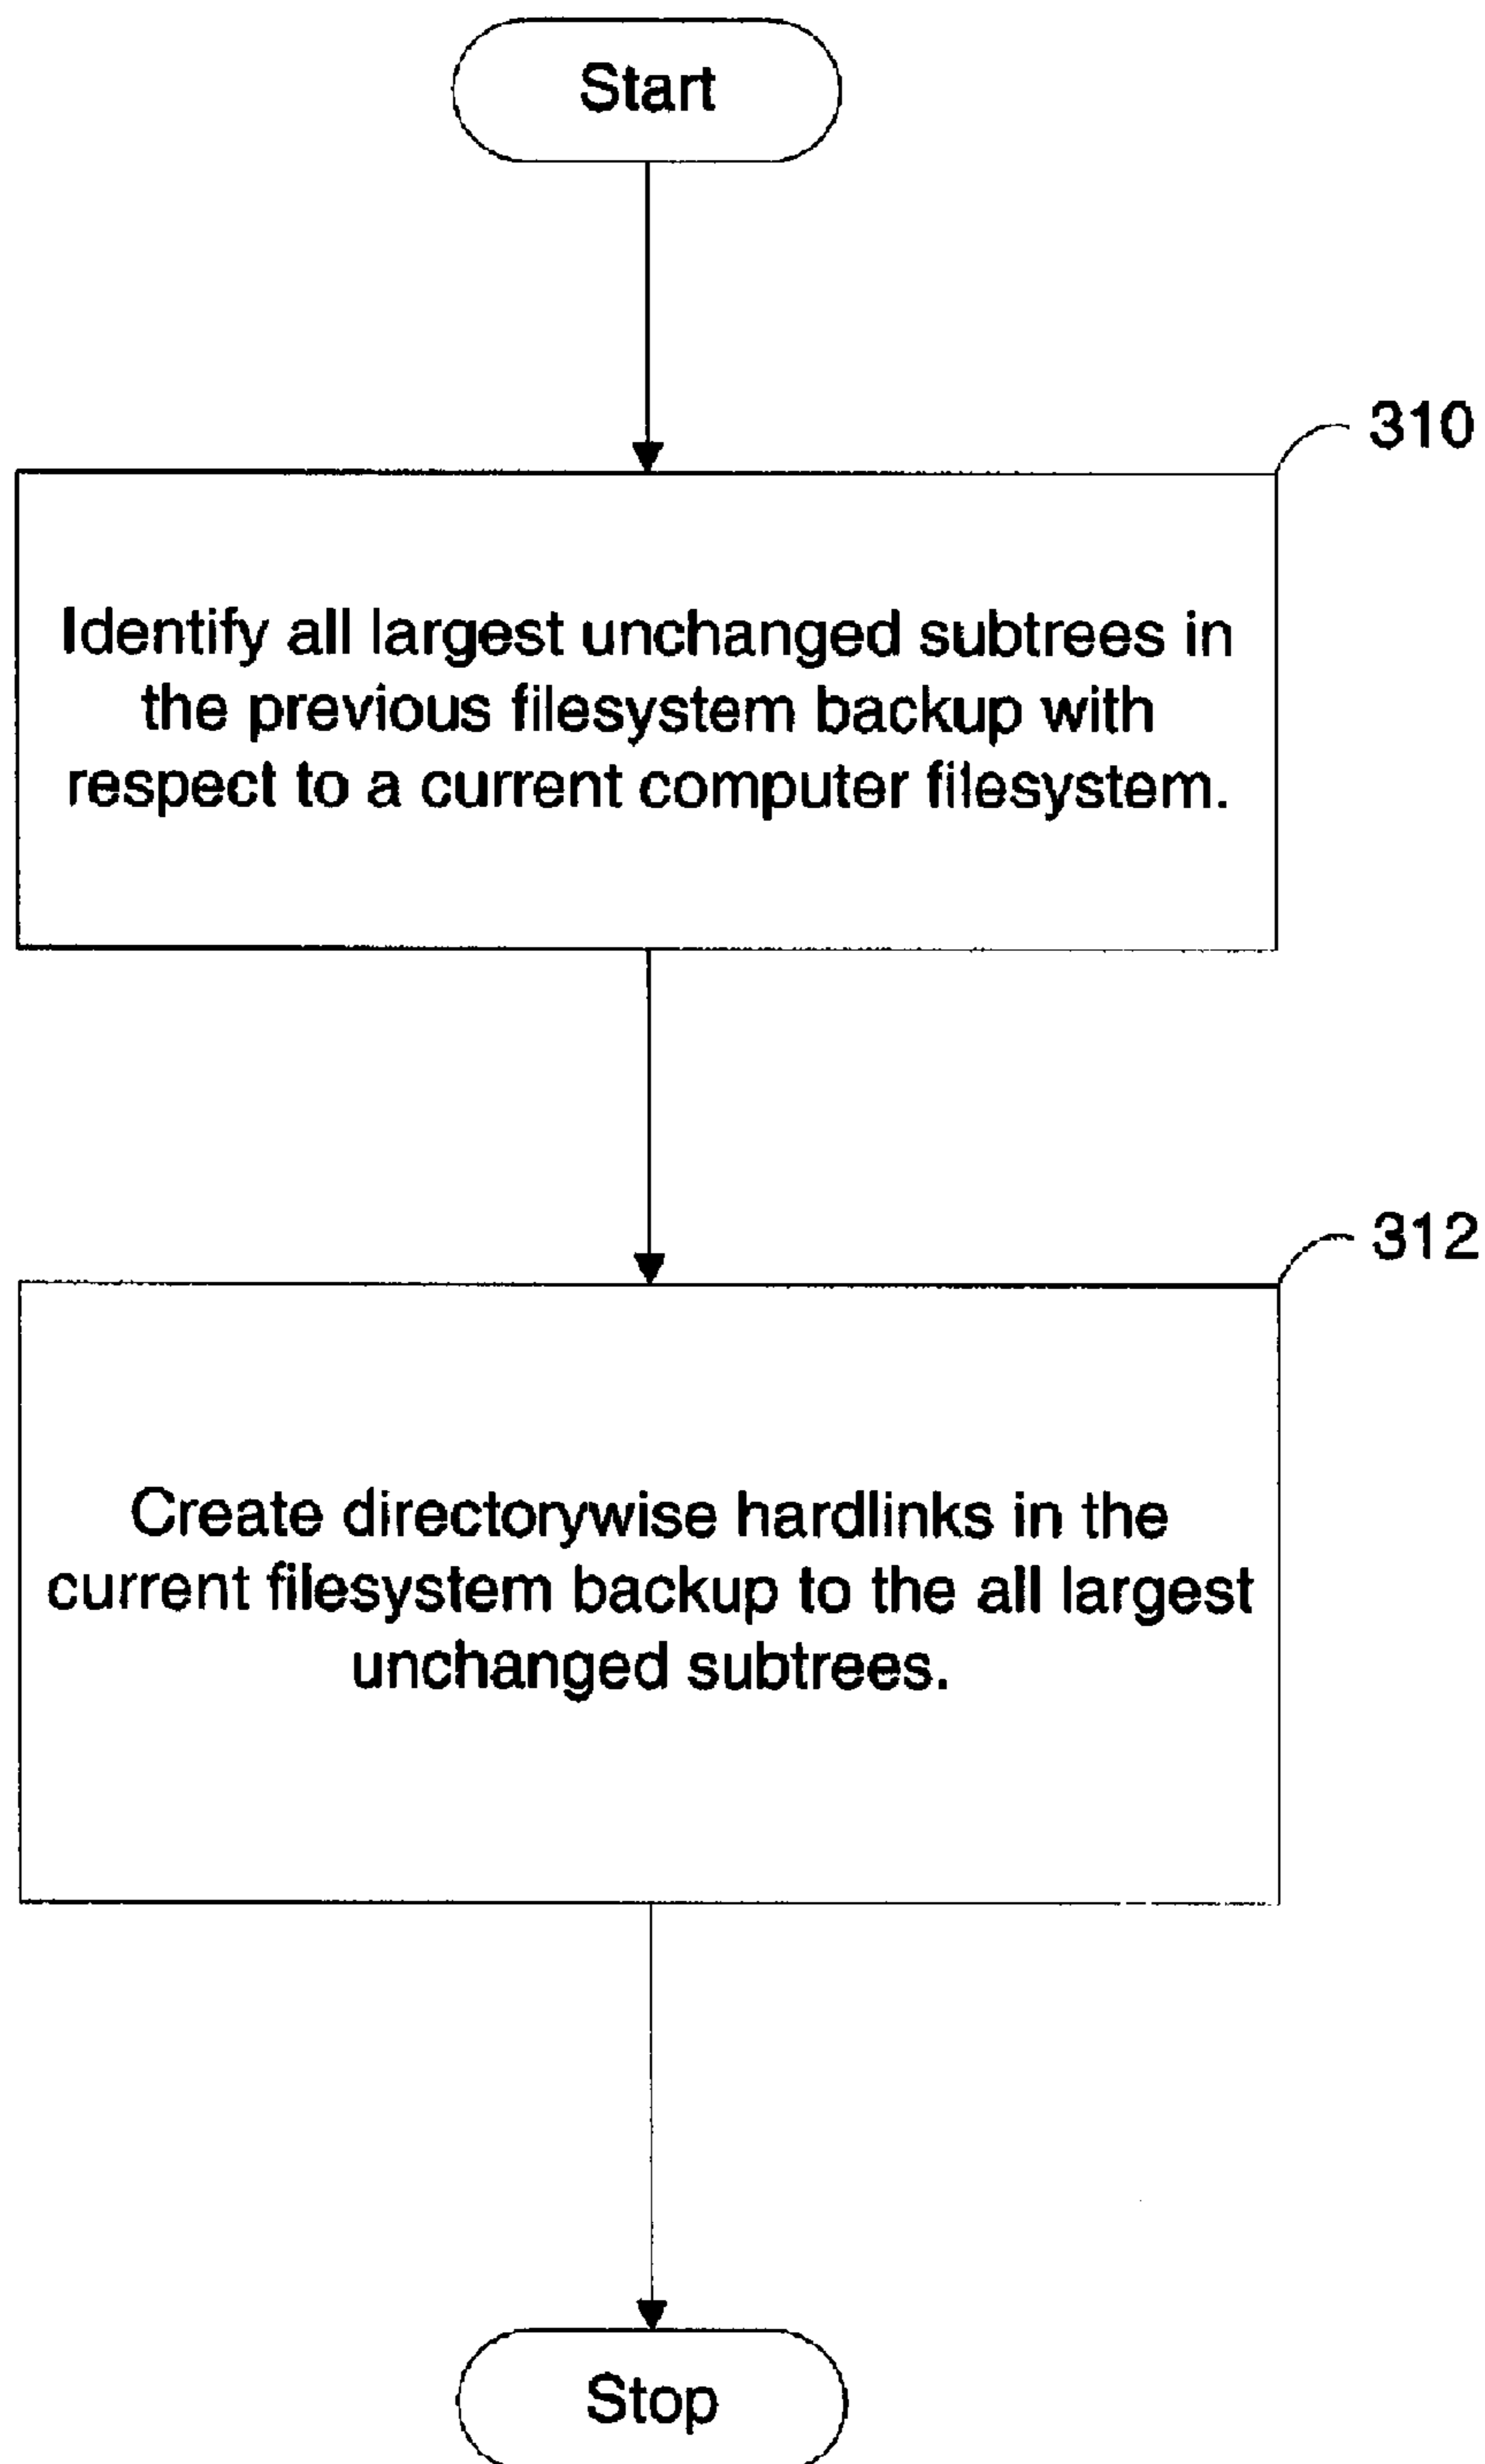 Start
310
Identify all largest unchanged subtrees in
the previous filesystem backup with
respect to a current computer filesystem.
312
Create directorywise hardlinks in the
current filesystem backup to the all largest
unchanged subtrees.
Stop